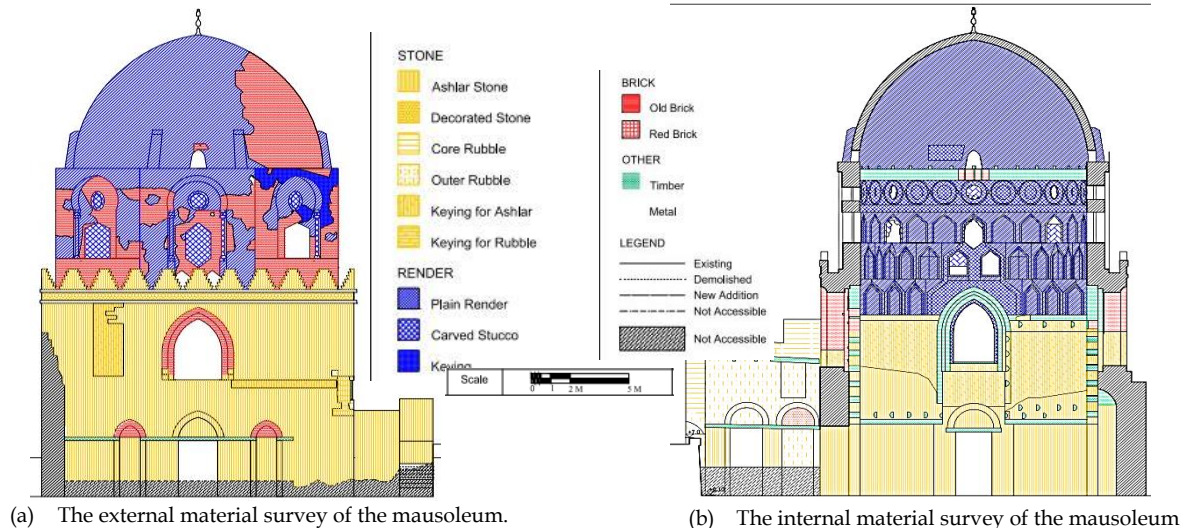 STONE
Ashlar Stone
Decorated Stone
Core Rubble
Outer Rubble
Keying for Ashlar
Keying for Rubble
RENDER
Plain Render
Carved Stucco
Keying
BRICK
Old Brick
Red Brick
OTHER
Timber
Metal
LEGEND
Existing
Demolished
New Addition
Not Accessible
Not Accessible
Scale
0 1 2 M 5 M
(a) The external material survey of the mausoleum.
(b) The internal material survey of the mausoleum